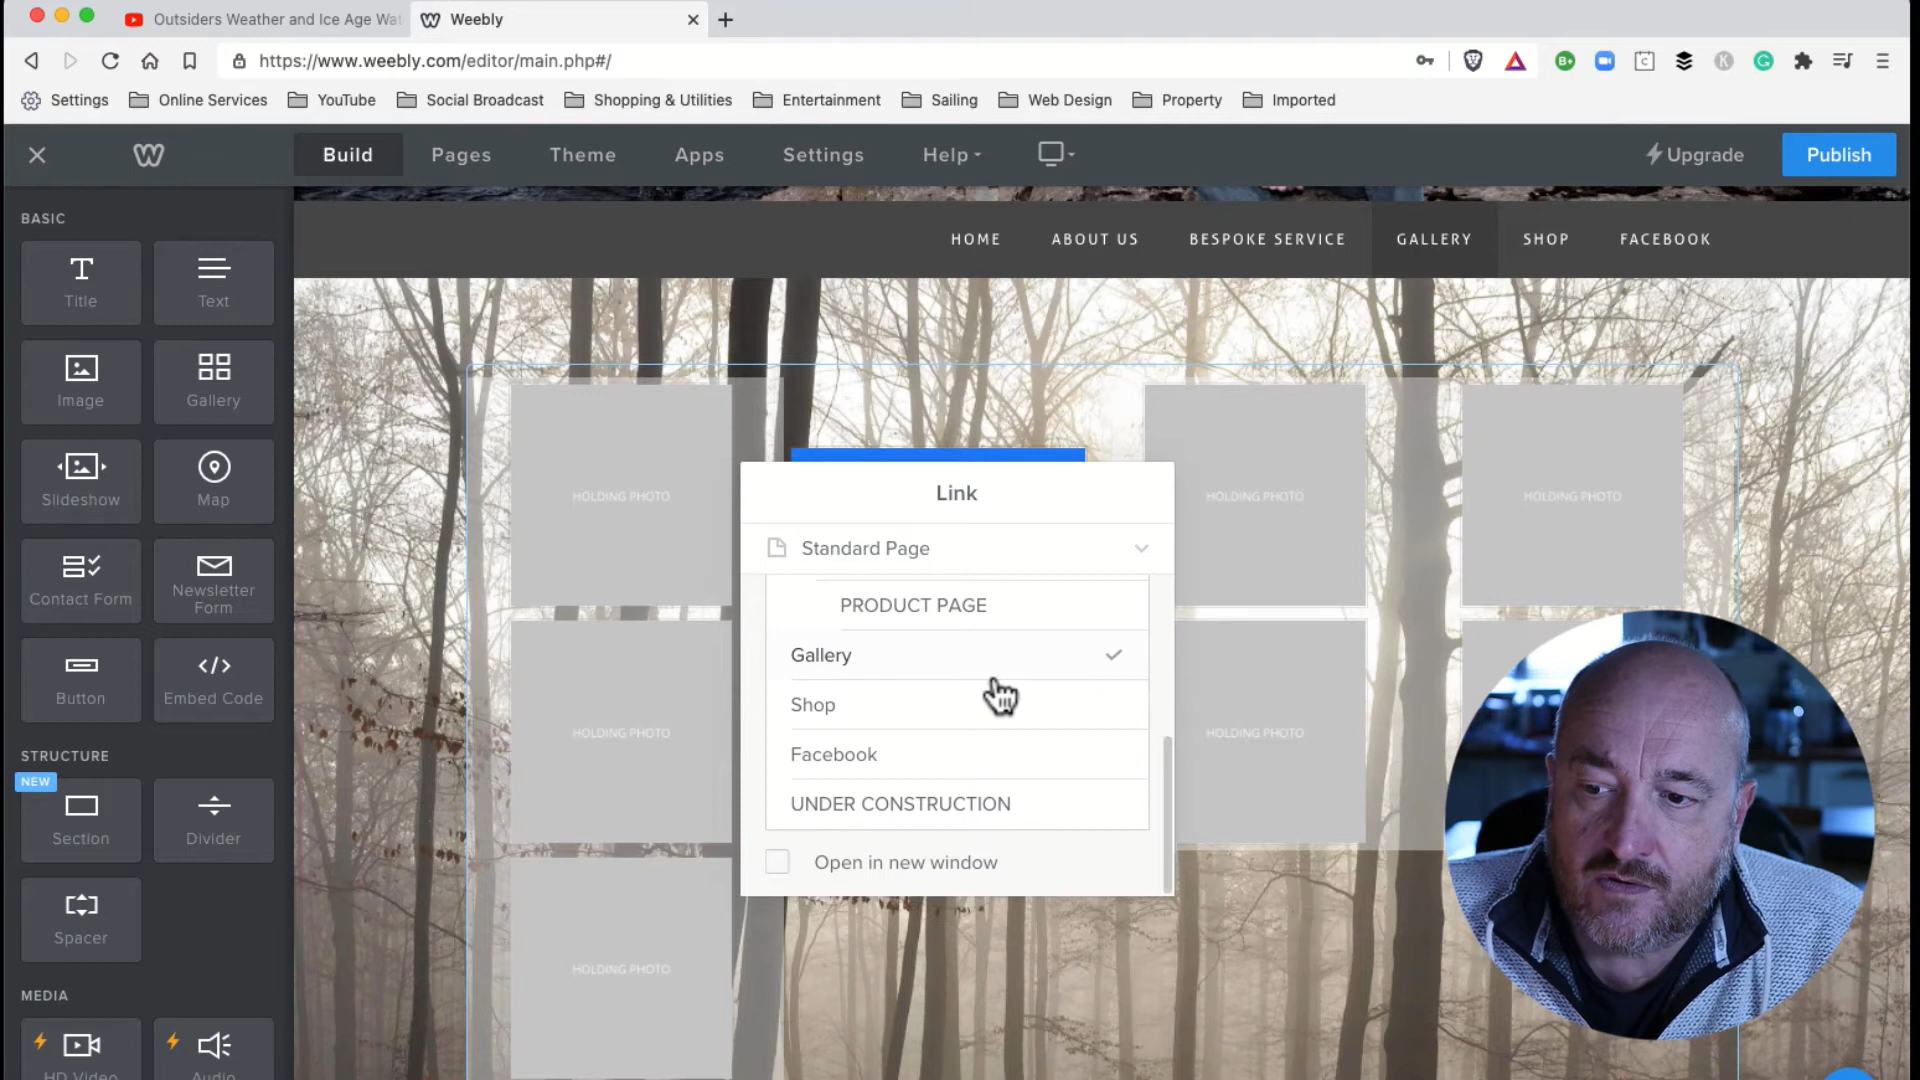 Outsiders Weather and Ice Age Wa
Weebly
https://www.weebly.com/editor/main.php#/
Settings Online Services YouTube Social Broadcast Shopping & Utilities Entertainment Sailing Web Design Property Imported
Build Pages Theme Apps Settings Help Upgrade Publish
BASIC
HOME ABOUT US BESPOKE SERVICE GALLERY SHOP FACEBOOK
Title Text
Image Gallery
Slideshow Map
Contact Form Newsletter Form
Button Embed Code
STRUCTURE
NEW
Section Divider
Spacer
MEDIA
HD Video Audio
HOLDING PHOTO HOLDING PHOTO HOLDING PHOTO
Link
Standard Page
PRODUCT PAGE
Gallery
Shop
HOLDING PHOTO HOLDING PHOTO
Facebook
UNDER CONSTRUCTION
Open in new window
HOLDING PHOTO